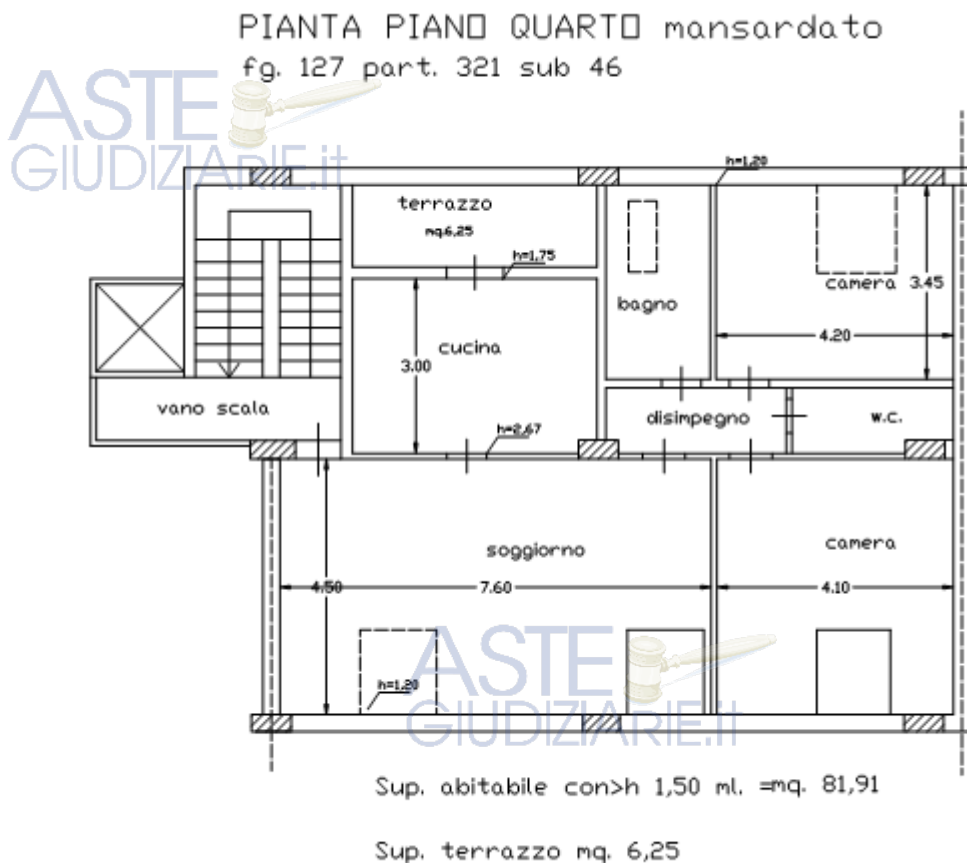 PIANTA PIANO QUARTO mansardato
fg. 127 part. 321 sub 46
ASTE
GIUDIZIARIE.it
h=1,20
terrazzo
mq.6,25
h=1,75
camera
3.45
bagno
4.20
cucina
3.00
vano scala
disimpegno
w.c.
h=2,67
soggiorno
camera
4.50
7.60
4.10
ASTE
h=1,20
GIUDIZIARIE.it
Sup. abitabile con>h 1,50 ml. =mq. 81,91
Sup. terrazzo mq. 6,25